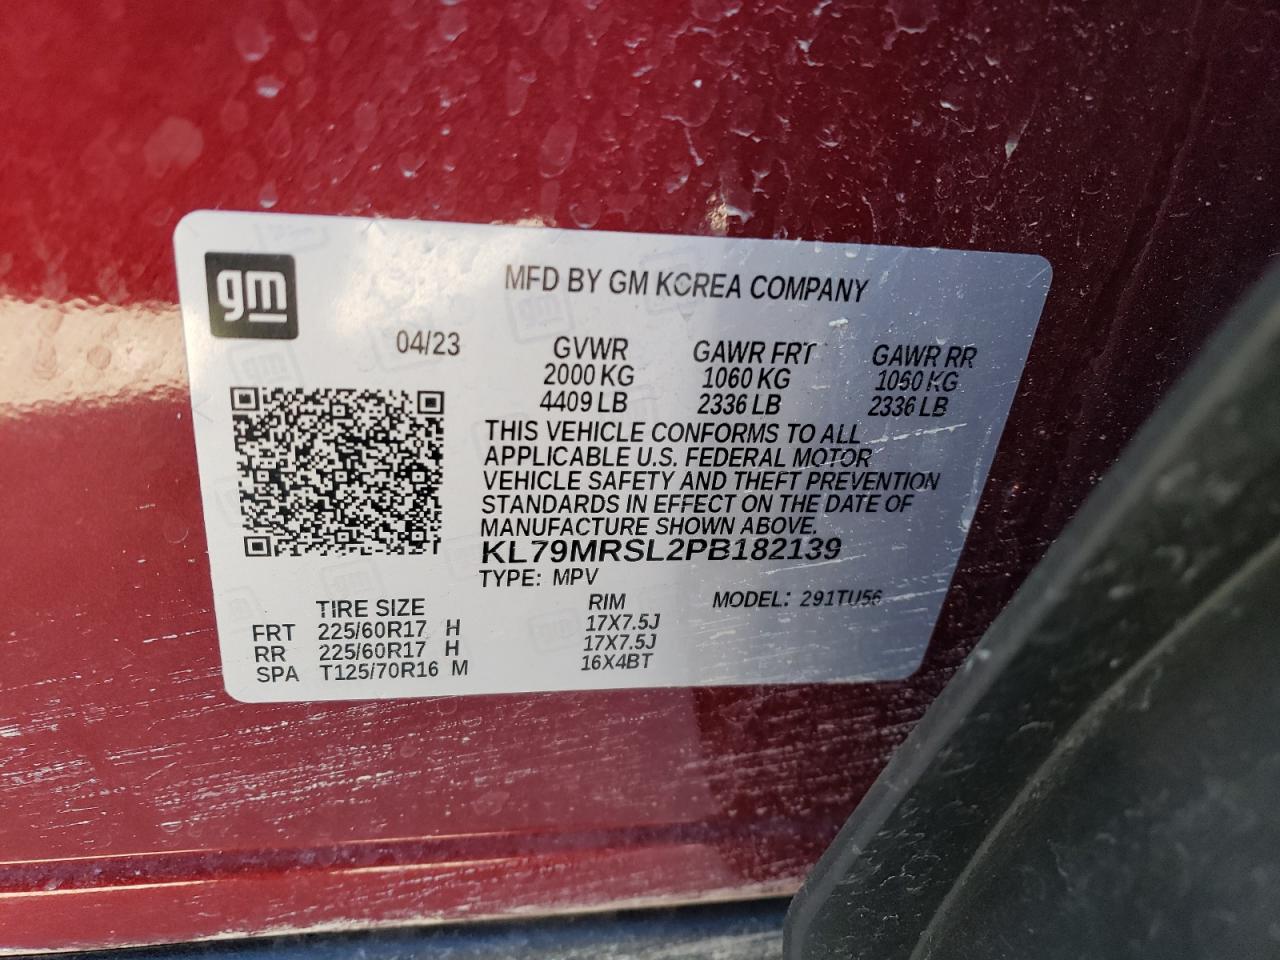 gm
MFD BY GM KOREA COMPANY
04/23
GVWR GAWR FRT GAWR RR
2000 KG 1060 KG 1060 KG
4409 LB 2336 LB 2336 LB
THIS VEHICLE CONFORMS TO ALL
APPLICABLE U.S. FEDERAL MOTOR
VEHICLE SAFETY AND THEFT PREVENTION
STANDARDS IN EFFECT ON THE DATE OF
MANUFACTURE SHOWN ABOVE.
KL79MRSL2PB182139
TYPE: MPV MODEL: 291TU56
TIRE SIZE RIM
FRT 225/60R17 H 17X7.5J
RR 225/60R17 H 17X7.5J
SPA T125/70R16 M 16X4BT